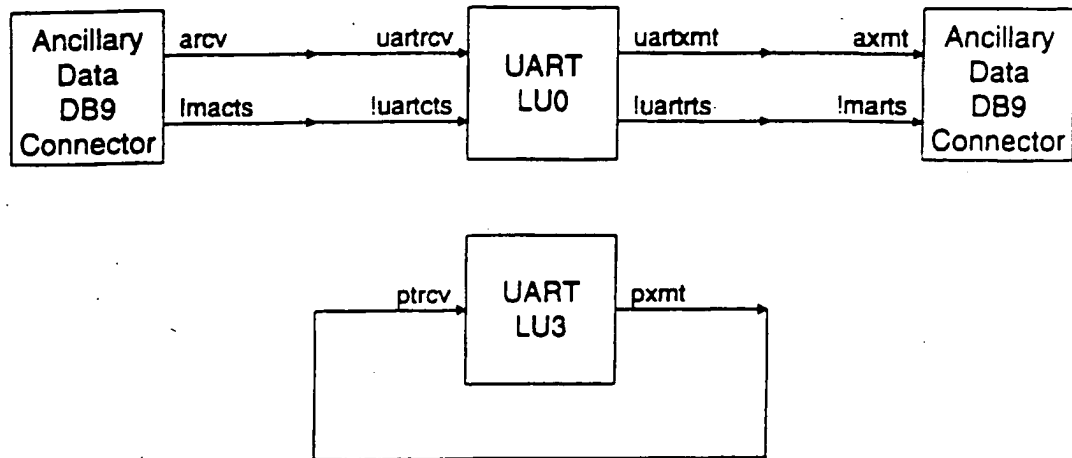 Ancillary
Data
DB9
Connector
arcv
uartrcv
!macts
!uartcts
UART
LU0
uartxmt
axmt
!uartrts
!marts
Ancillary
Data
DB9
Connector
ptrcv
UART
LU3
pxmt